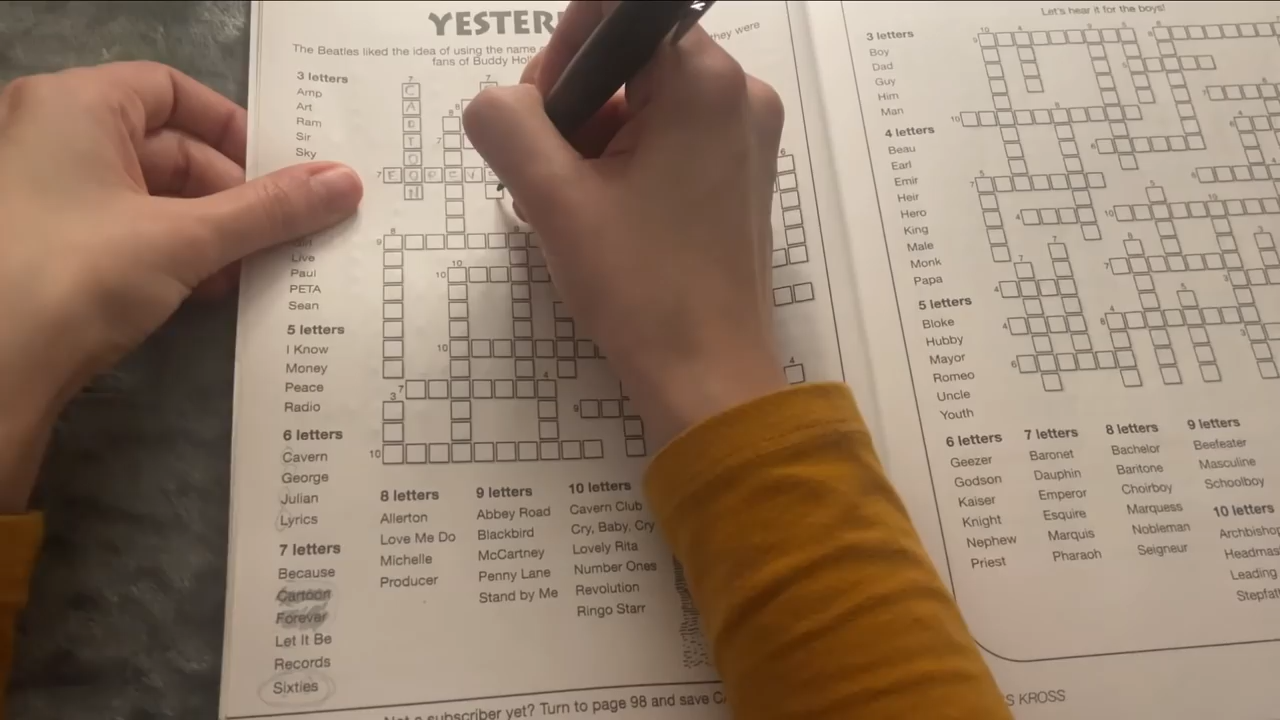 YESTER
The Beatles liked the idea of using the name
they were
fans of Buddy Hol
3 letters
Amp
Art
Ram
Sir
Sky
Live
Paul
PETA
Sean
5 letters
I Know
Money
Peace
Radio
6 letters
Cavern
George
Julian
Lyrics
7 letters
Because
Cartoon
Forever
Let It Be
Records
Sixties
8 letters
Allerton
Love Me Do
Michelle
Producer
9 letters
Abbey Road
Blackbird
McCartney
Penny Lane
Stand by Me
10 letters
Cavern Club
Cry, Baby, Cry
Lovely Rita
Number Ones
Revolution
Ringo Starr
a subscriber yet? Turn to page 98 and save
Let's hear it for the boys!
3 letters
Boy
Dad
Guy
Him
Man
4 letters
Beau
Earl
Emir
Heir
Hero
King
Male
Monk
Papa
5 letters
Bloke
Hubby
Mayor
Romeo
Uncle
Youth
6 letters
Geezer
Godson
Kaiser
Knight
Nephew
Priest
7 letters
Baronet
Dauphin
Emperor
Esquire
Marquis
Pharaoh
8 letters
Bachelor
Baritone
Choirboy
Marquess
Nobleman
Seigneur
9 letters
Beefeater
Masculine
Schoolboy
10 letters
Archbishop
Headmas
Leading
Stepfat
S KROSS